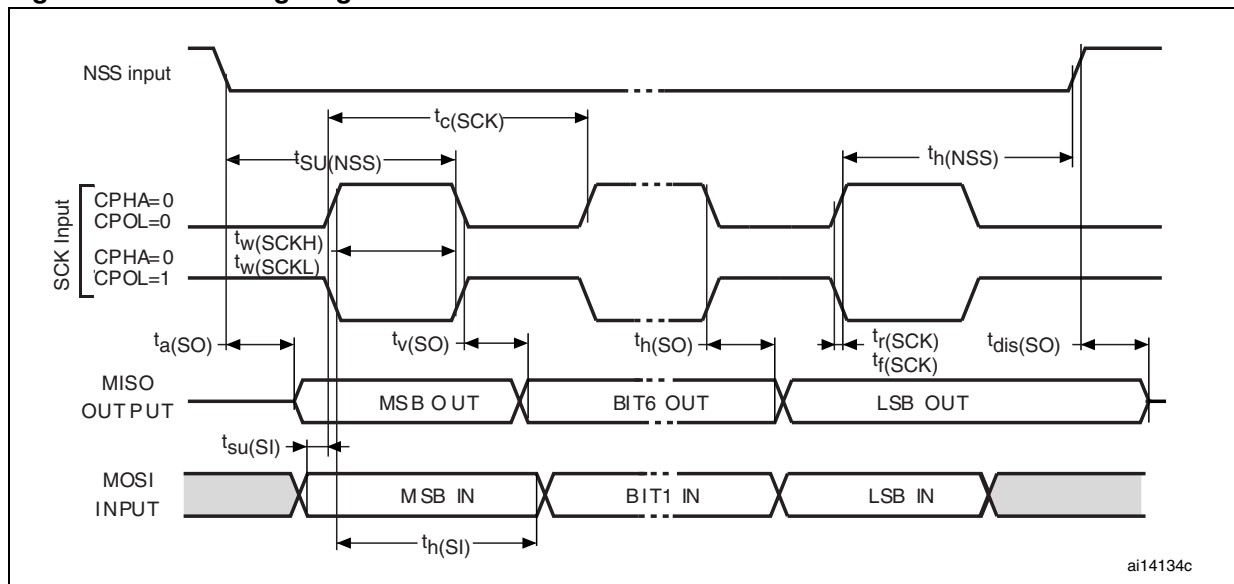 NSS input
tc(SCK)
tSU(NSS)
th(NSS)
SCK Input
CPHA=0
CPOL=0
tw(SCKH)
CPHA=0
tw(SCKL)
CPOL=1
ta(SO)
tv(SO)
th(SO)
tr(SCK)
tf(SCK)
tdis(SO)
MISO
OUTPUT
MSB OUT
BIT6 OUT
LSB OUT
tsu(SI)
MOSI
INPUT
MSB IN
BIT1 IN
LSB IN
th(SI)
ai14134c